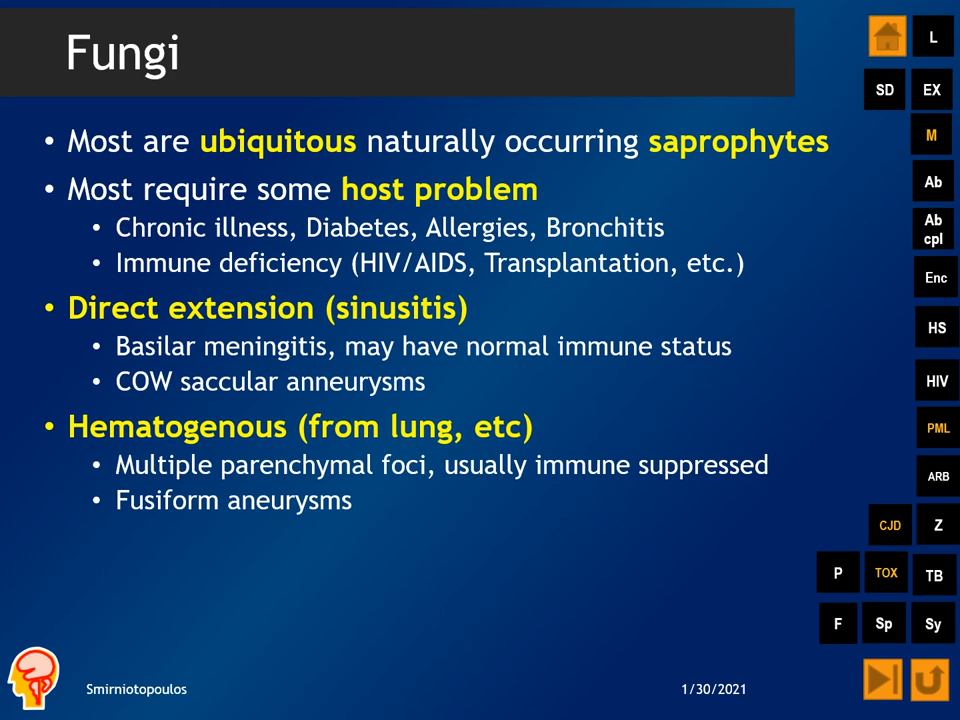 Fungi
L
SD EX
• Most are ubiquitous naturally occurring saprophytes
M
• Most require some host problem
Ab
• Chronic illness, Diabetes, Allergies, Bronchitis
Ab
cpl
• Immune deficiency (HIV/AIDS, Transplantation, etc.)
Enc
• Direct extension (sinusitis)
HS
• Basilar meningitis, may have normal immune status
• COW saccular anneurysms
HIV
• Hematogenous (from lung, etc)
PML
• Multiple parenchymal foci, usually immune suppressed
ARB
• Fusiform aneurysms
CJD Z
P TOX TB
F Sp Sy
Smirniotopoulos 1/30/2021